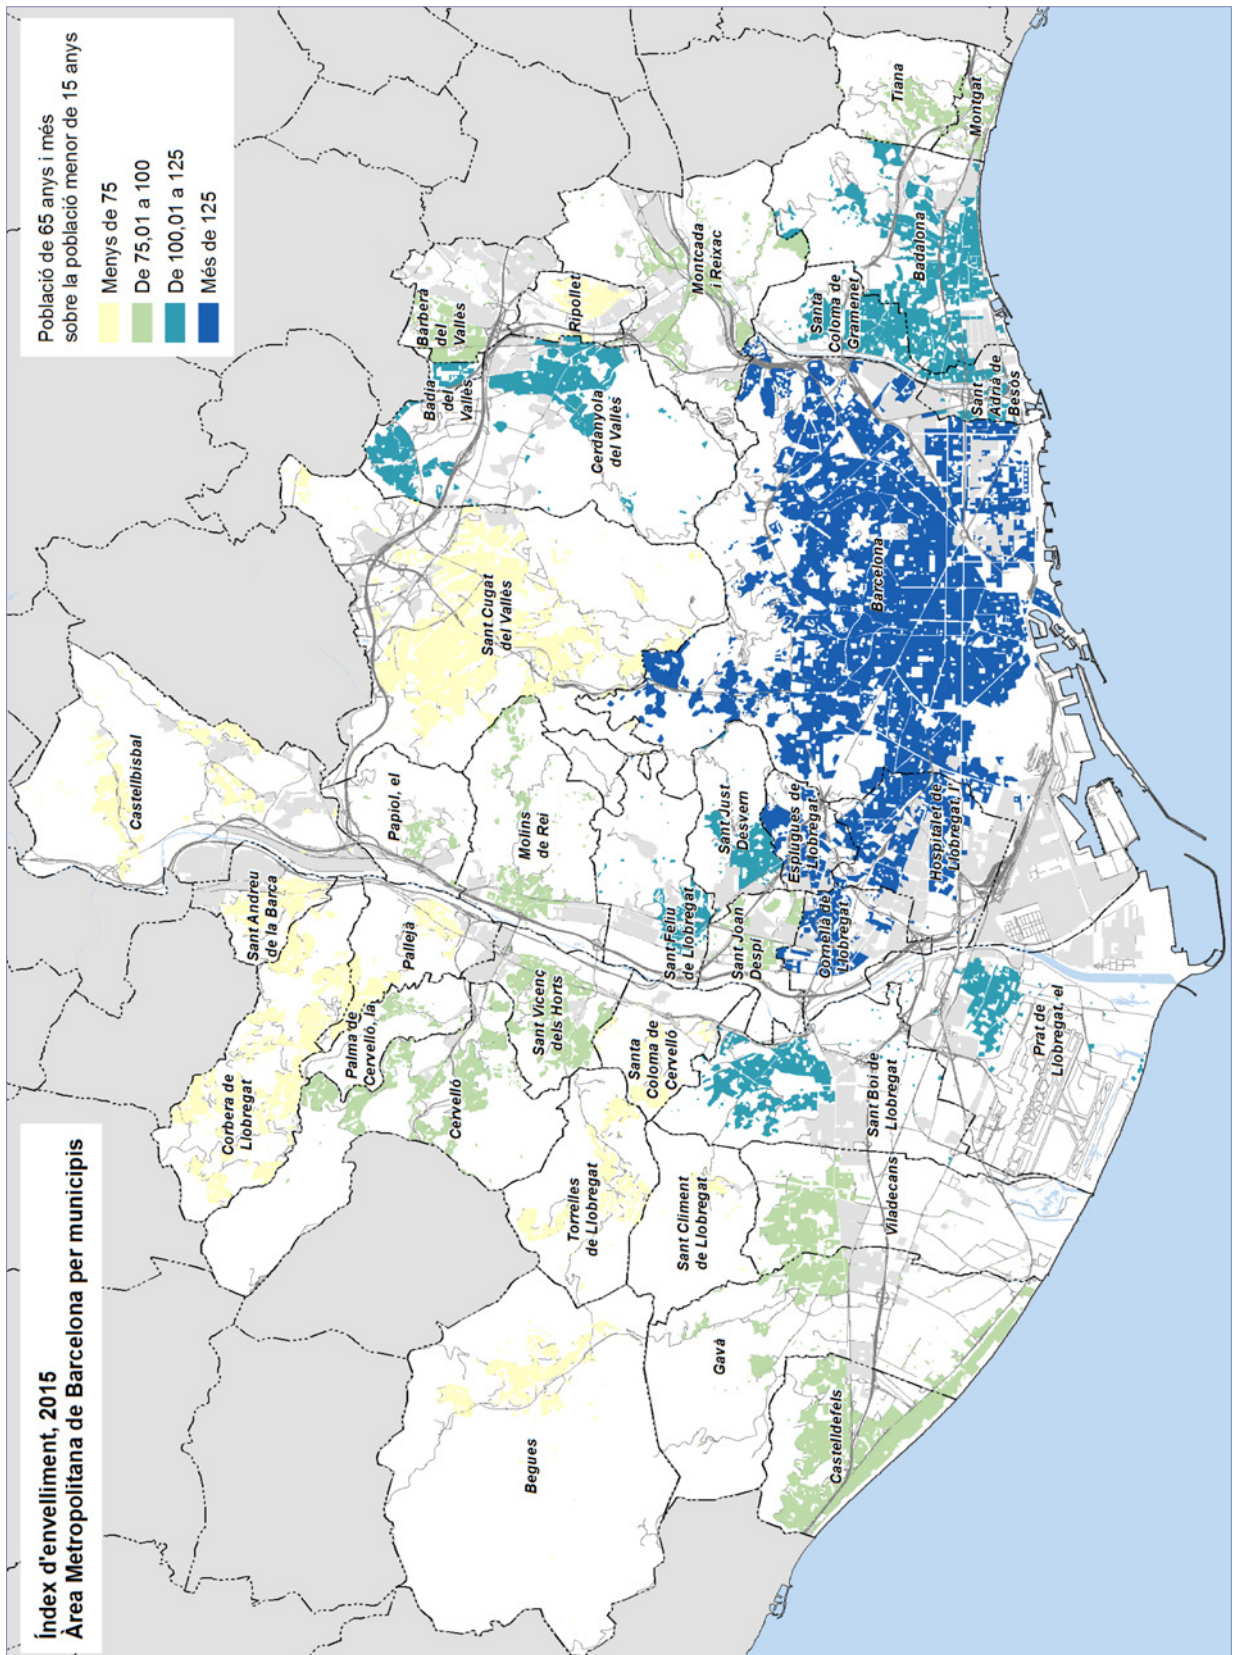 Índex d'envelliment, 2015
Àrea Metropolitana de Barcelona per municipis
Població de 65 anys i més
sobre la població menor de 15 anys
Menys de 75
De 75,01 a 100
De 100,01 a 125
Més de 125
Castellbisbal
Sant Andreu
de la Barca
Corbera de
Llobregat
Papiol, el
Pallejà
Palma de
Cervelló, la
Cervelló
Sant Vicenç
dels Horts
Molins
de Rei
Sant Cugat
del Vallès
Badia
del
Vallès
Barberà
del
Vallès
Cerdanyola
del Vallès
Ripollet
Montcada
i Reixac
Tiana
Montgat
Badalona
Santa
Coloma de
Gramenet
Sant
Adrià de
Besòs
Barcelona
Begues
Torrelles
de Llobregat
Santa
Coloma de
Cervelló
Sant Climent
de Llobregat
Sant Feliu
de Llobregat
Sant Just
Desvern
Sant Joan
Despí
Esplugues de
Llobregat
Cornellà de
Llobregat
Hospitalet de
Llobregat, l'
Gavà
Castelldefels
Viladecans
Sant Boi de
Llobregat
Prat de
Llobregat, el